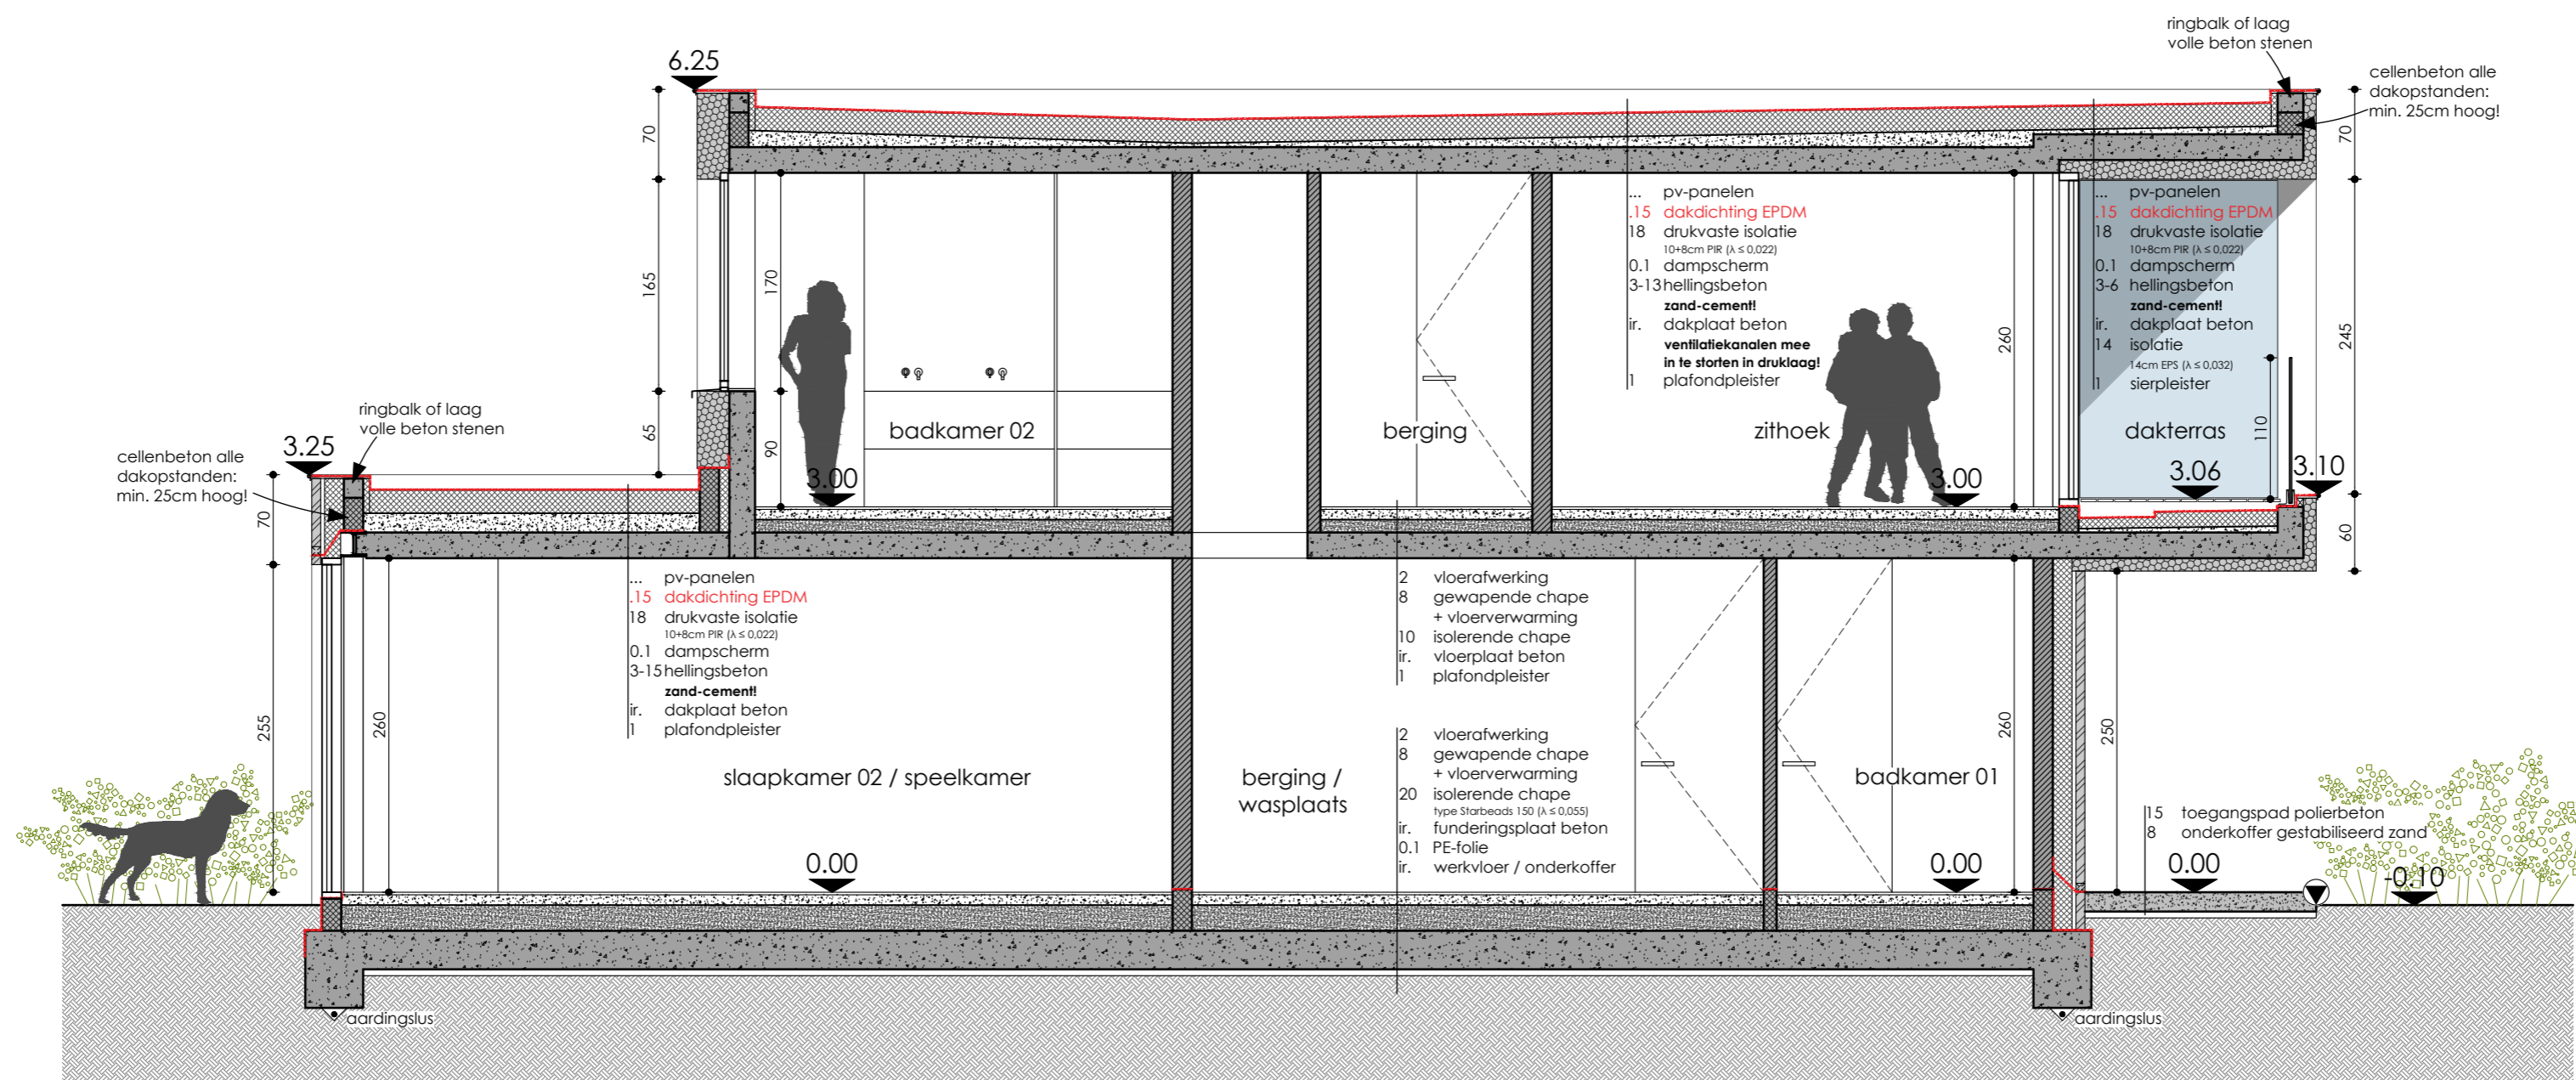 ringbalk of laag
volle beton stenen
cellenbeton alle
dakopstanden:
min. 25cm hoog!
6.25
70
165
65
170
90
badkamer 02
3.00
berging
... pv-panelen
.15 dakdichting EPDM
18 drukvaste isolatie
10+8cm PIR (λ ≤ 0,022)
0.1 dampscherm
3-13 hellingsbeton
zand-cement!
ir. dakplaat beton
ventilatiekanalen mee
in te storten in druklaag!
1 plafondpleister
zithoek
260
3.00
... pv-panelen
.15 dakdichting EPDM
18 drukvaste isolatie
10+8cm PIR (λ ≤ 0,022)
0.1 dampscherm
3-6 hellingsbeton
zand-cement!
ir. dakplaat beton
14 isolatie
14cm EPS (λ ≤ 0,032)
1 sierpleister
dakterras
110
3.06
3.10
70
245
60
ringbalk of laag
volle beton stenen
cellenbeton alle
dakopstanden:
min. 25cm hoog!
3.25
70
255
260
... pv-panelen
.15 dakdichting EPDM
18 drukvaste isolatie
10+8cm PIR (λ ≤ 0,022)
0.1 dampscherm
3-15 hellingsbeton
zand-cement!
ir. dakplaat beton
1 plafondpleister
slaapkamer 02 / speelkamer
0.00
berging /
wasplaats
2 vloerafwerking
8 gewapende chape
+ vloerverwarming
10 isolerende chape
ir. vloerplaat beton
1 plafondpleister
2 vloerafwerking
8 gewapende chape
+ vloerverwarming
20 isolerende chape
type Starbeads 150 (λ ≤ 0,055)
ir. funderingsplaat beton
0.1 PE-folie
ir. werkvloer / onderkoffer
badkamer 01
260
0.00
250
15 toegangspad polierbeton
8 onderkoffer gestabiliseerd zand
0.00
-0.10
aardingslus
aardingslus